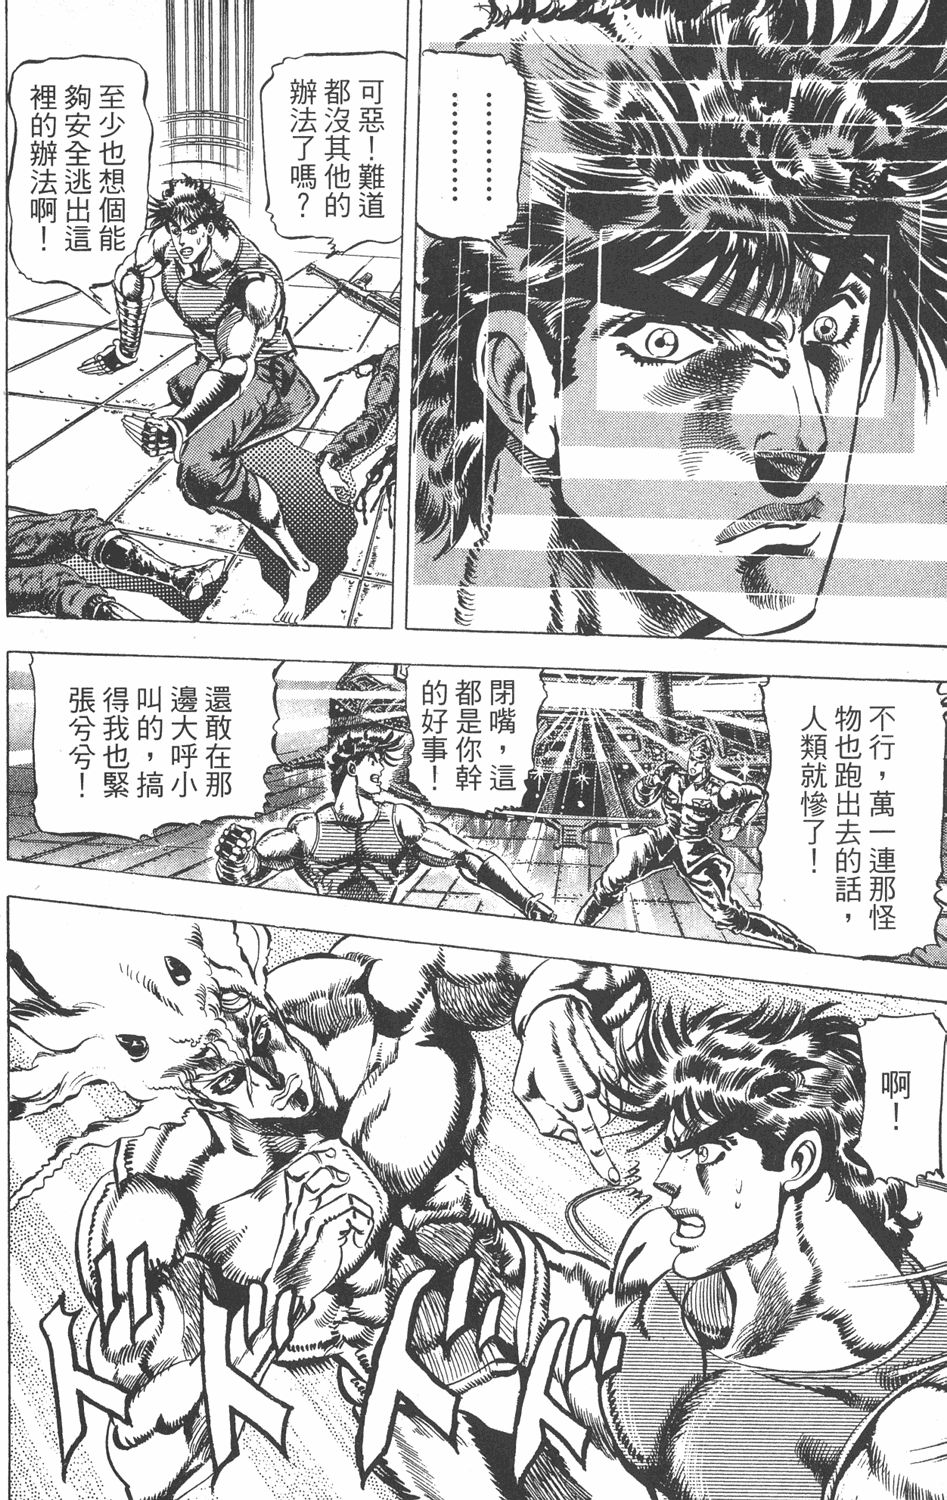 ⋯⋯⋯⋯
⋯⋯⋯⋯
可惡！難道
都沒其他的
辦法了嗎？
至少也想個能
夠安全逃出這
裡的辦法啊！
不行，萬一連那怪
物也跑出去的話，
人類就慘了！
閉嘴，這
都是你幹
的好事！
還敢在那
邊大呼小
叫的，搞
得我也緊
張兮兮！
啊！
ドドドド